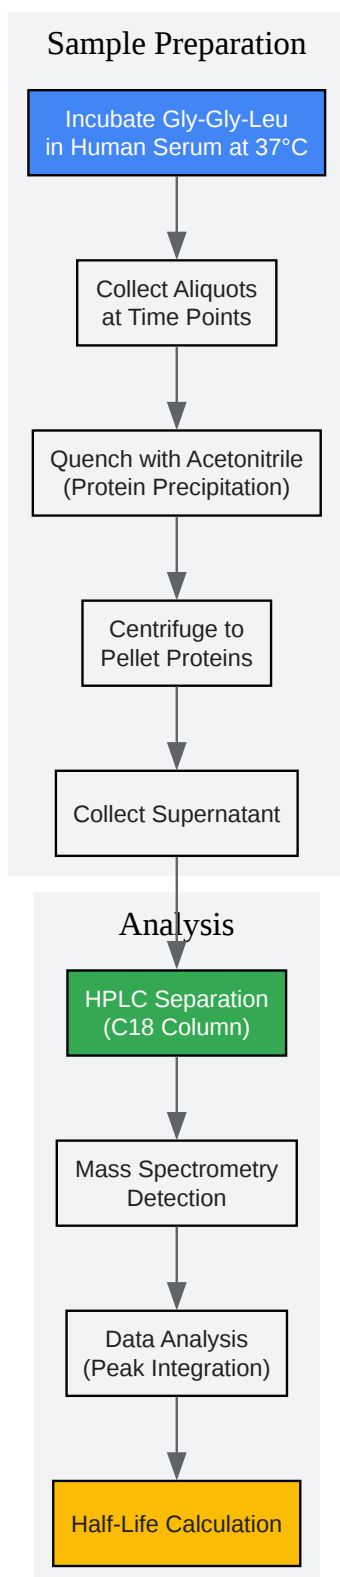 Sample Preparation
Incubate Gly-Gly-Leu
in Human Serum at 37°C
Collect Aliquots
at Time Points
Quench with Acetonitrile
(Protein Precipitation)
Centrifuge to
Pellet Proteins
Collect Supernatant
Analysis
HPLC Separation
(C18 Column)
Mass Spectrometry
Detection
Data Analysis
(Peak Integration)
Half-Life Calculation